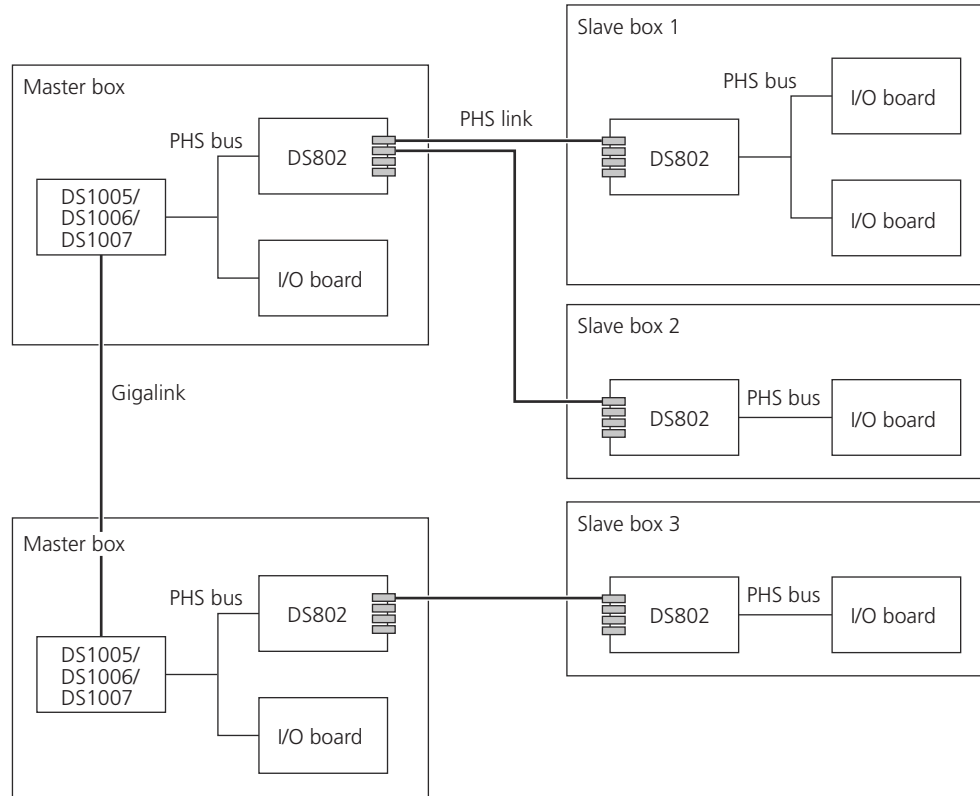 Master box
PHS bus
DS802
DS1005/
DS1006/
DS1007
I/O board
PHS link
Slave box 1
DS802
PHS bus
I/O board
I/O board
Slave box 2
DS802
PHS bus
I/O board
Gigalink
Master box
PHS bus
DS802
DS1005/
DS1006/
DS1007
I/O board
Slave box 3
DS802
PHS bus
I/O board